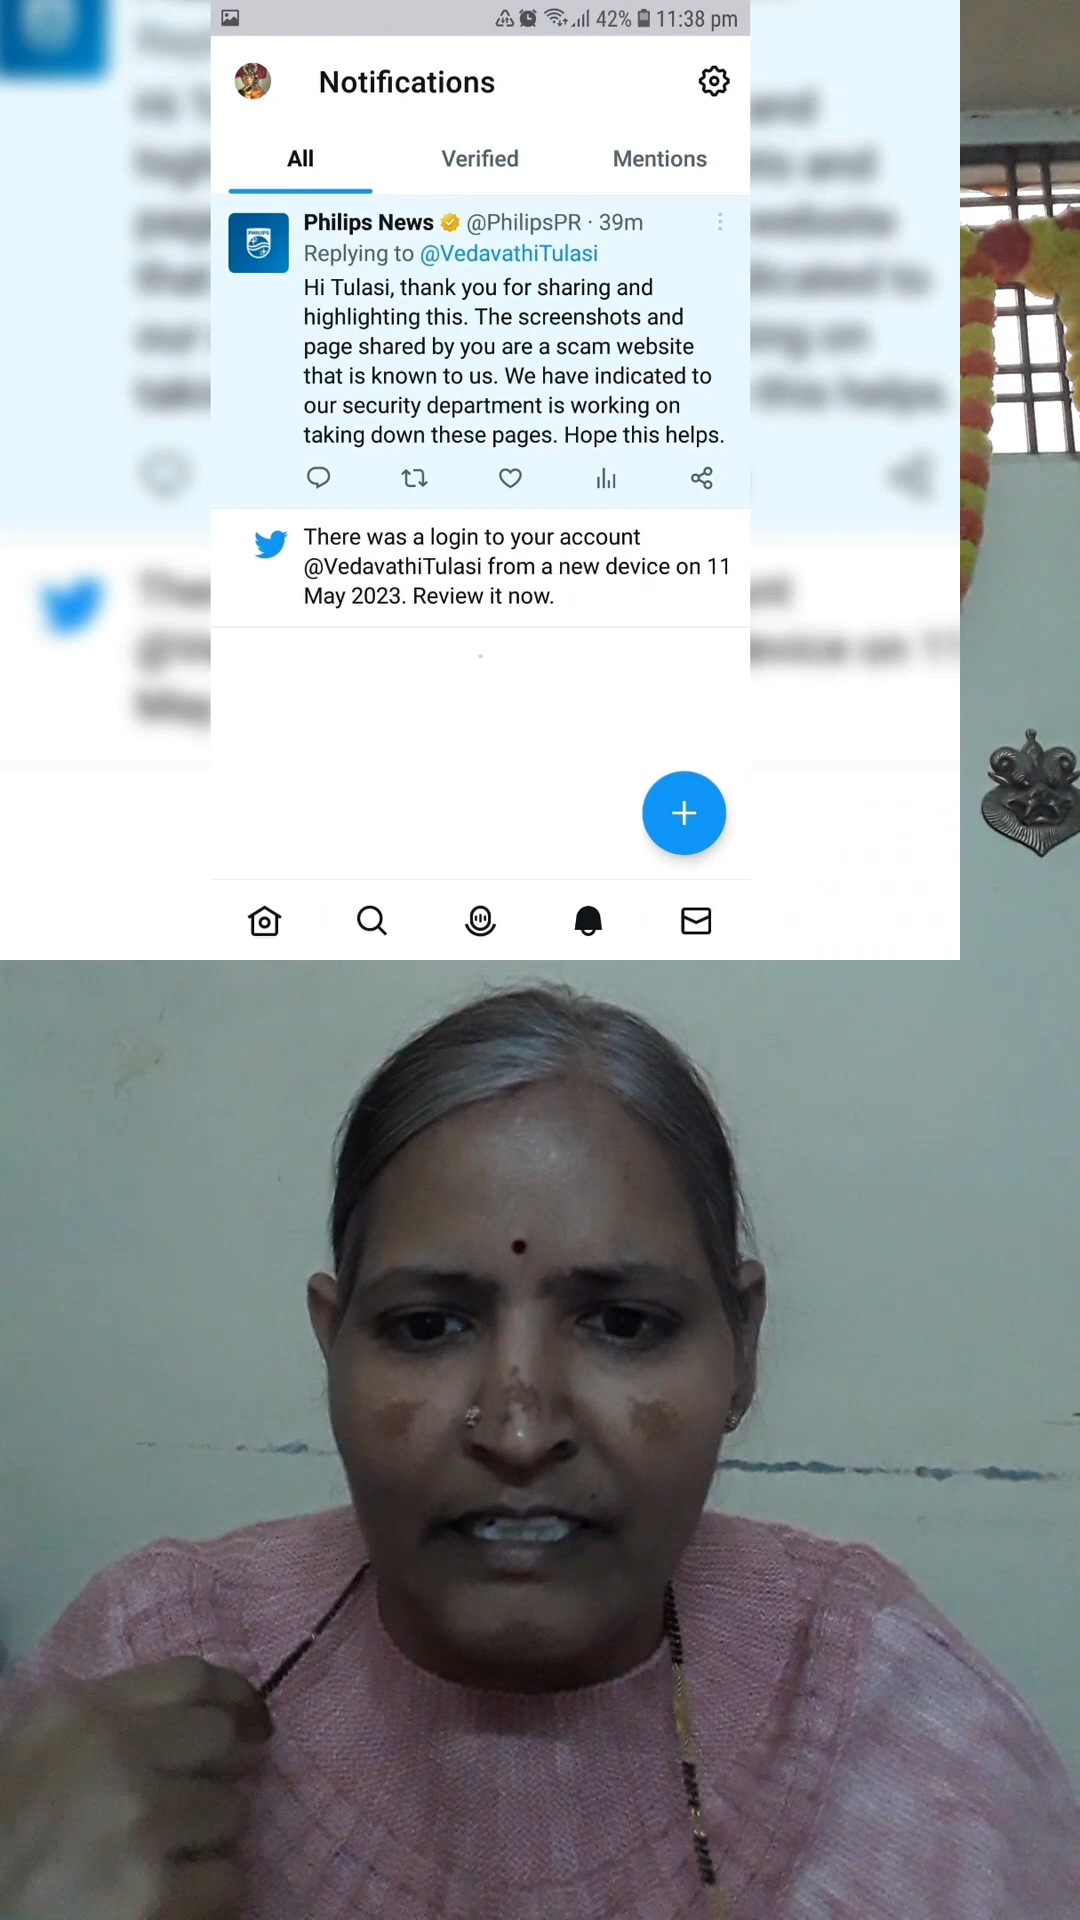 42% 11:38 pm
Notifications
All Verified Mentions
Philips News @PhilipsPR · 39m
Replying to @VedavathiTulasi
Hi Tulasi, thank you for sharing and
highlighting this. The screenshots and
page shared by you are a scam website
that is known to us. We have indicated to
our security department is working on
taking down these pages. Hope this helps.
There was a login to your account
@VedavathiTulasi from a new device on 11
May 2023. Review it now.